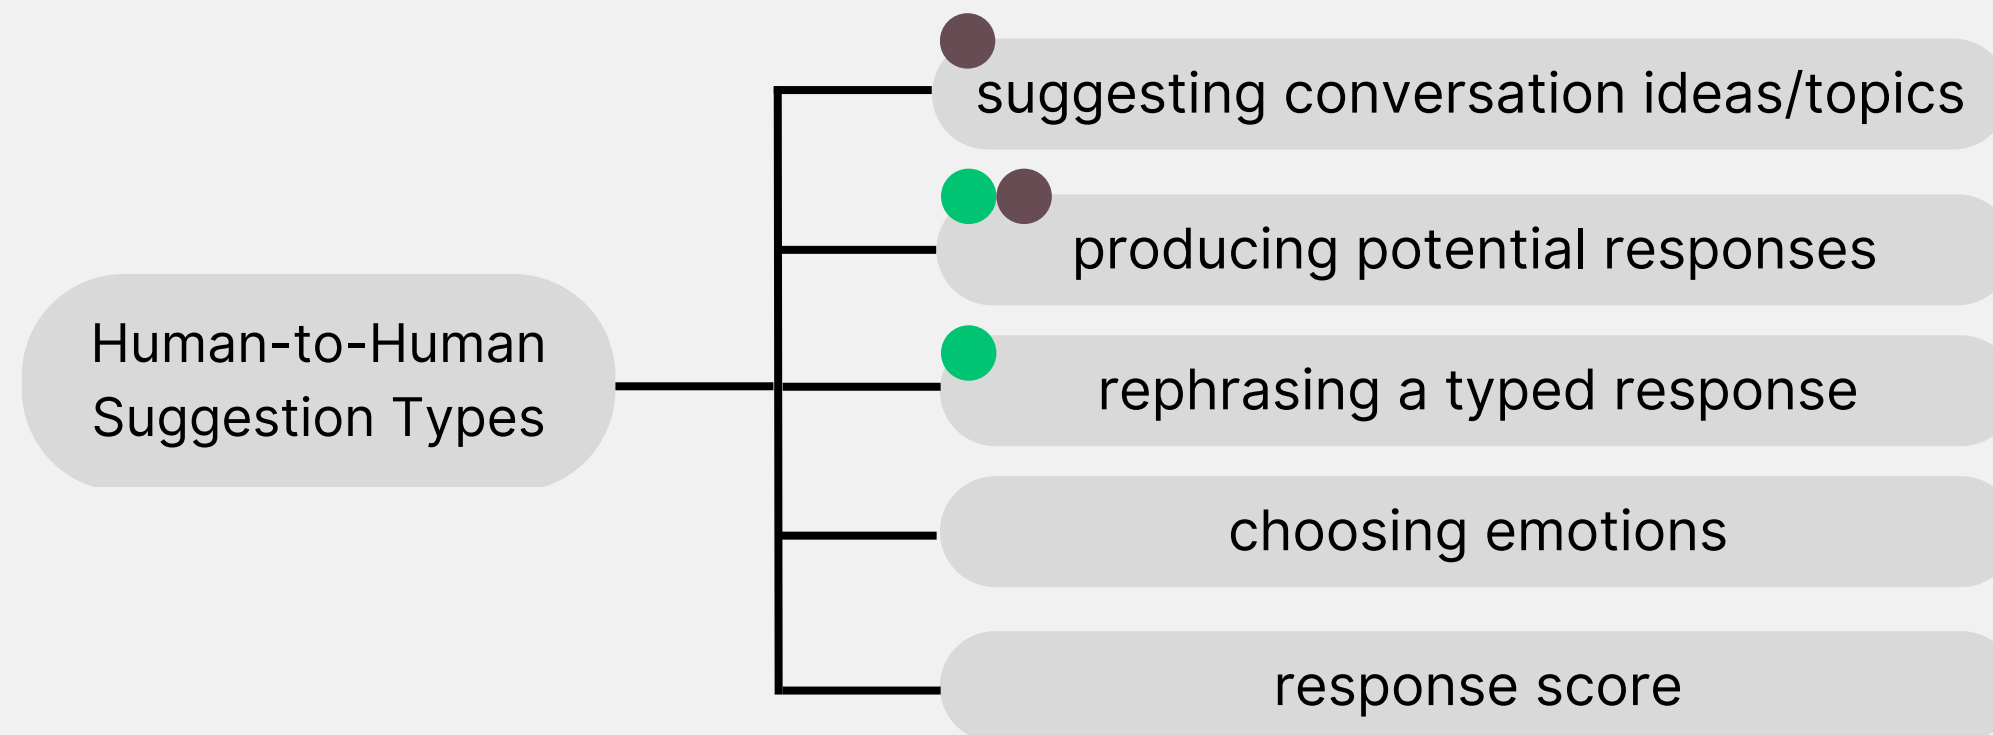 suggesting conversation ideas/topics
producing potential responses
Human-to-Human
Suggestion Types
rephrasing a typed response
choosing emotions
response score